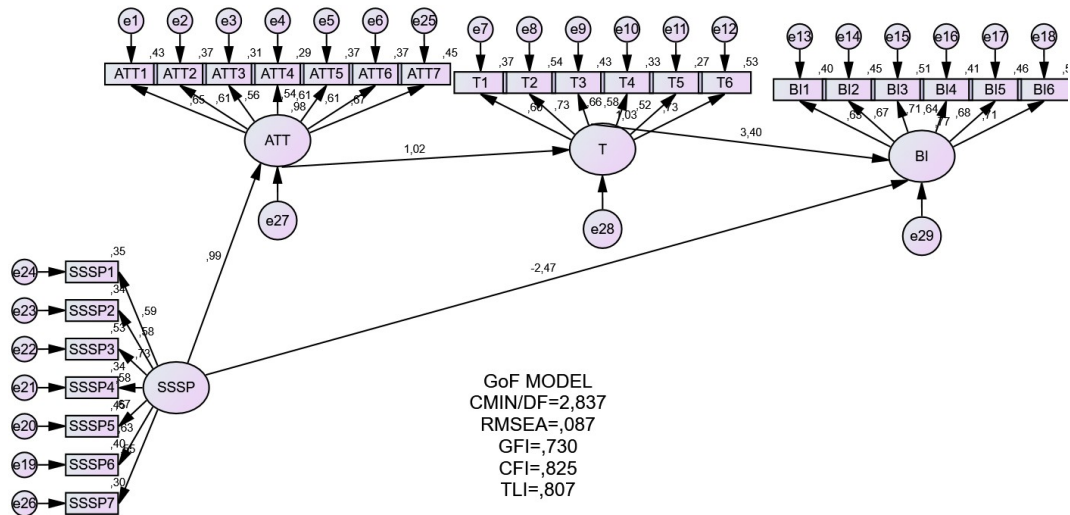 e1 e2 e3 e4 e5 e6 e25
,43 ,37 ,31 ,29 ,37 ,37 ,45
ATT1 ATT2 ATT3 ATT4 ATT5 ATT6 ATT7
,65 ,61 ,56 ,54 ,61 ,61 ,67
,98
ATT
e27
e7 e8 e9 e10 e11 e12
,37 ,54 ,43 ,33 ,27 ,53
T1 T2 T3 T4 T5 T6
,73 ,66 ,58 ,52 ,73
1,03
T
e28
e13 e14 e15 e16 e17 e18
,40 ,45 ,51 ,41 ,46
BI1 BI2 BI3 BI4 BI5 BI6
,67 ,71 ,64 ,68 ,71
BI
e29
1,02
3,40
,99
-2,47
,35
e24 SSSP1
,34
e23 SSSP2
,59
,53
,58
e22 SSSP3
,73
,34
e21 SSSP4
,58
SSSP
e20 SSSP5
,63
,40
e19 SSSP6
,30
e26 SSSP7
GoF MODEL
CMIN/DF=2,837
RMSEA=,087
GFI=,730
CFI=,825
TLI=,807